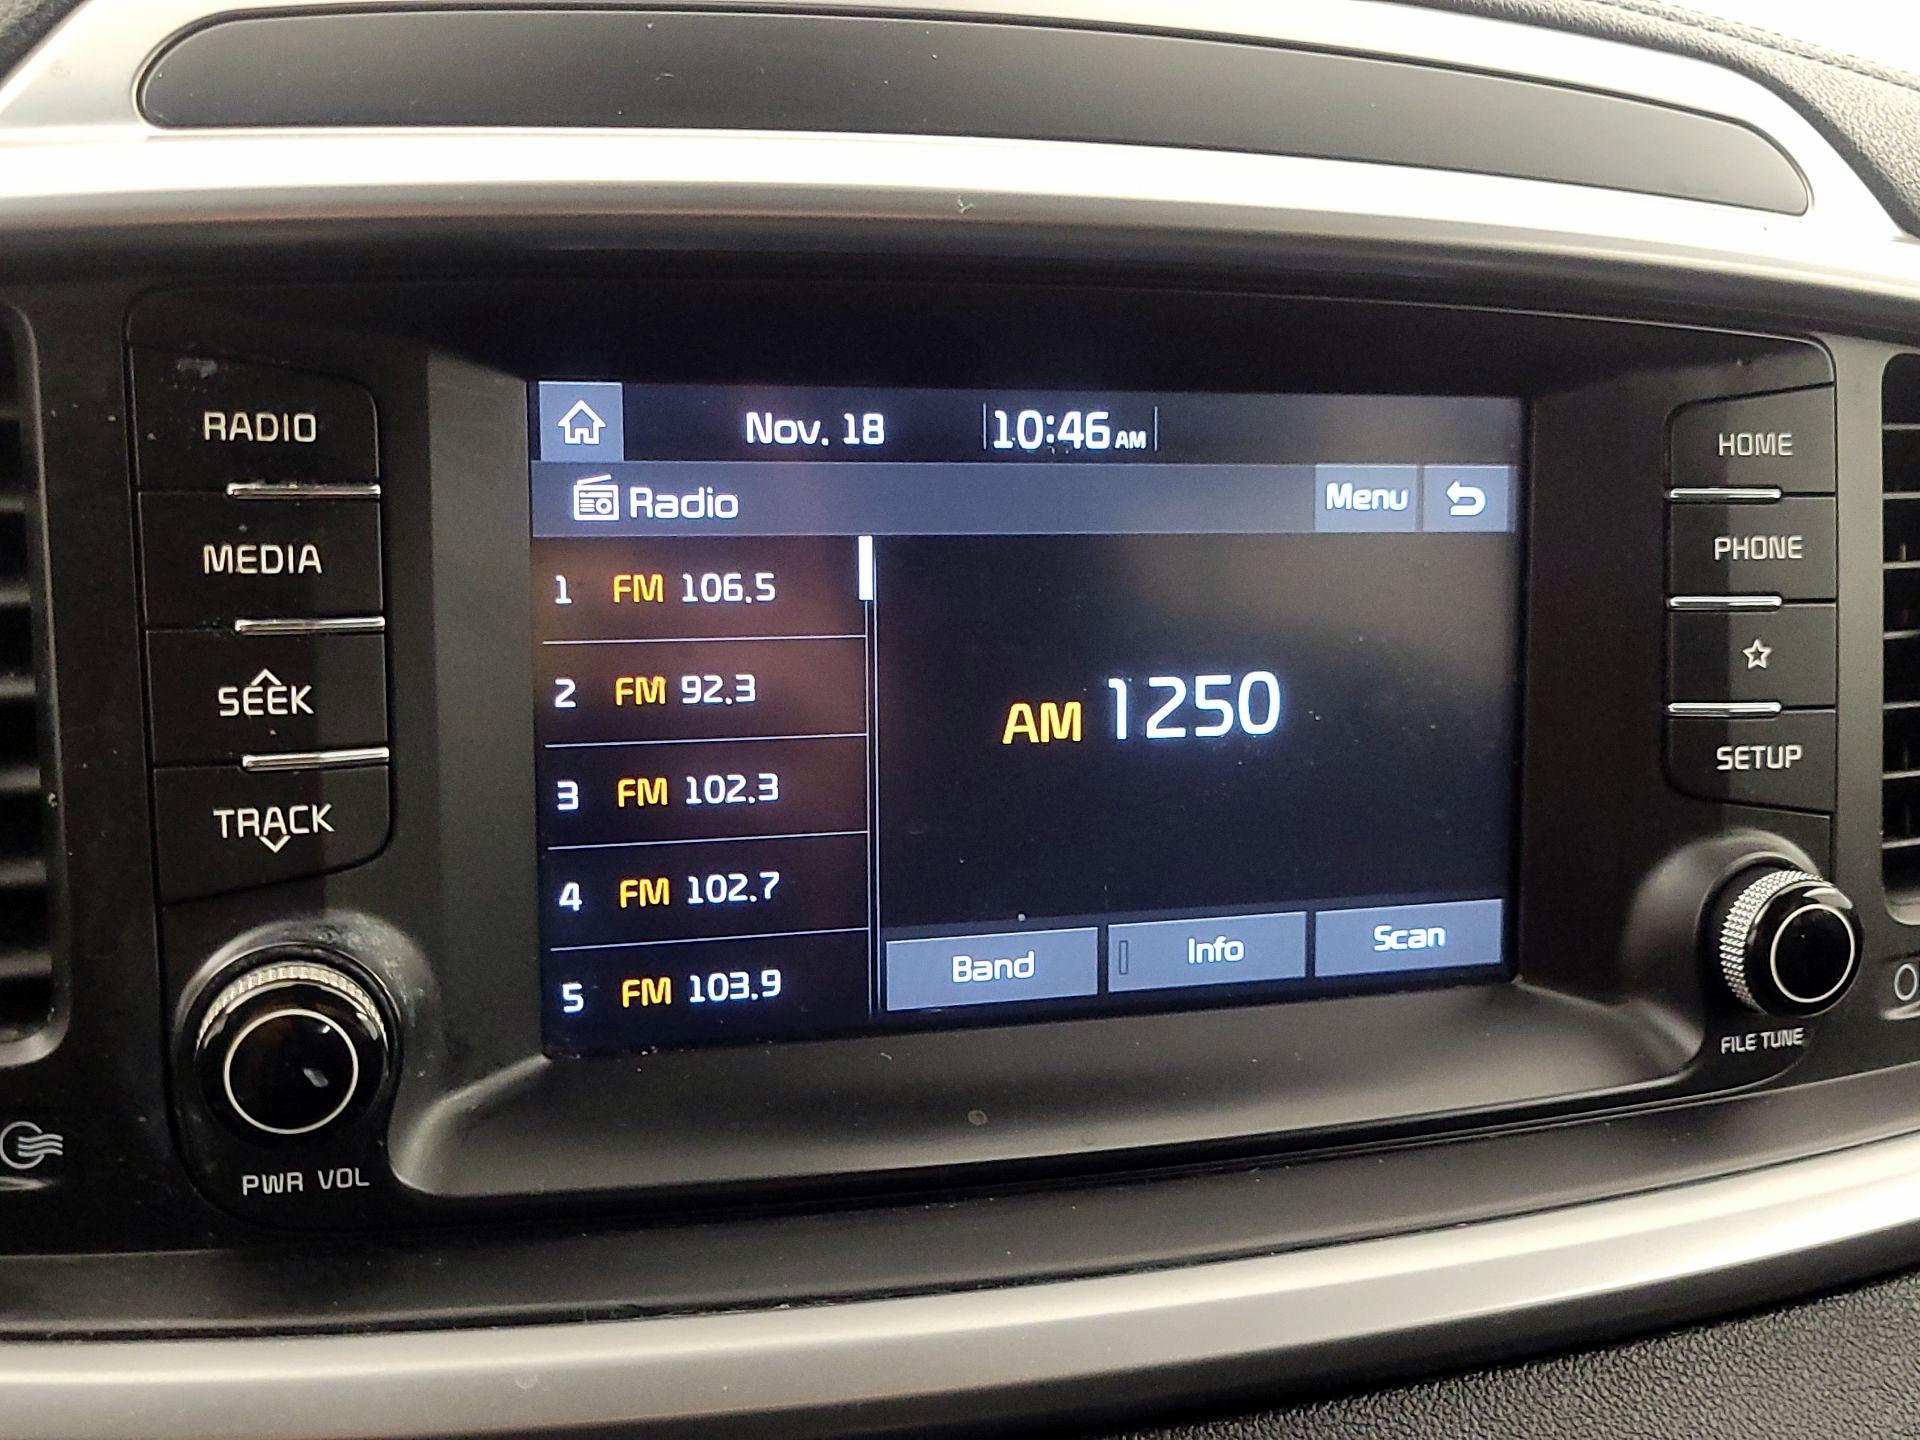 RADIO
MEDIA
SEEK
TRACK
PWR VOL
Nov. 18 10:46 AM
Radio Menu
1 FM 106.5
2 FM 92.3
3 FM 102.3
4 FM 102.7
5 FM 103.9
AM 1250
Band Info Scan
HOME
PHONE
SETUP
FILE TUNE